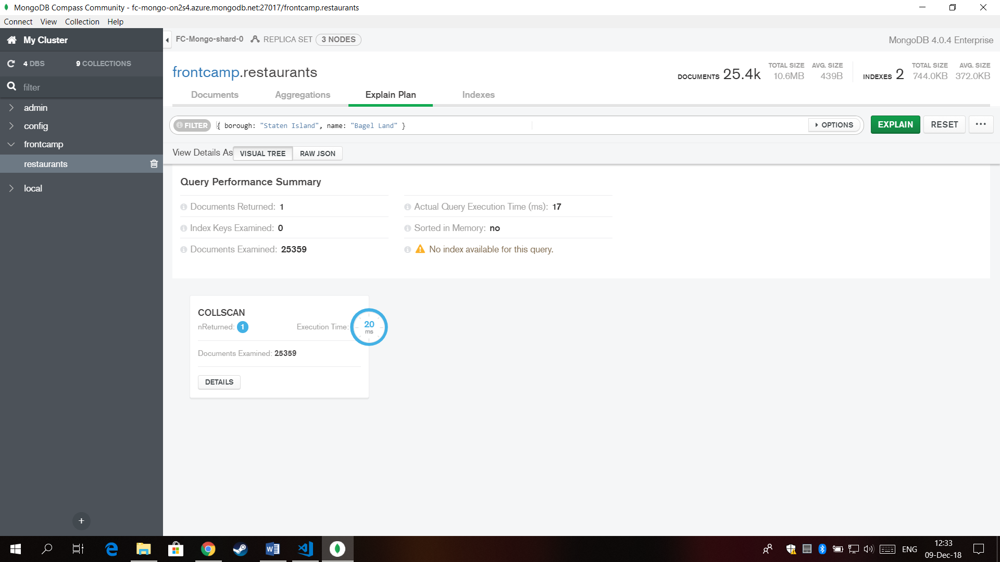 MongoDB Compass Community - fc-mongo-on2s4.azure.mongodb.net:27017/frontcamp.restaurants
Connect View Collection Help
My Cluster
FC-Mongo-shard-0 REPLICA SET 3 NODES
MongoDB 4.0.4 Enterprise
4 DBS 9 COLLECTIONS
filter
admin
config
frontcamp
restaurants
local
+
frontcamp.restaurants
DOCUMENTS 25.4k TOTAL SIZE 10.6MB AVG. SIZE 439B
INDEXES 2 TOTAL SIZE 744.0KB AVG. SIZE 372.0KB
Documents Aggregations Explain Plan Indexes
FILTER { borough: "Staten Island", name: "Bagel Land" } OPTIONS EXPLAIN RESET ...
View Details As VISUAL TREE RAW JSON
Query Performance Summary
Documents Returned: 1
Index Keys Examined: 0
Documents Examined: 25359
Actual Query Execution Time (ms): 17
Sorted in Memory: no
No index available for this query.
COLLSCAN
nReturned: 1 Execution Time: 20 ms
Documents Examined: 25359
DETAILS
ENG
12:33
09-Dec-18